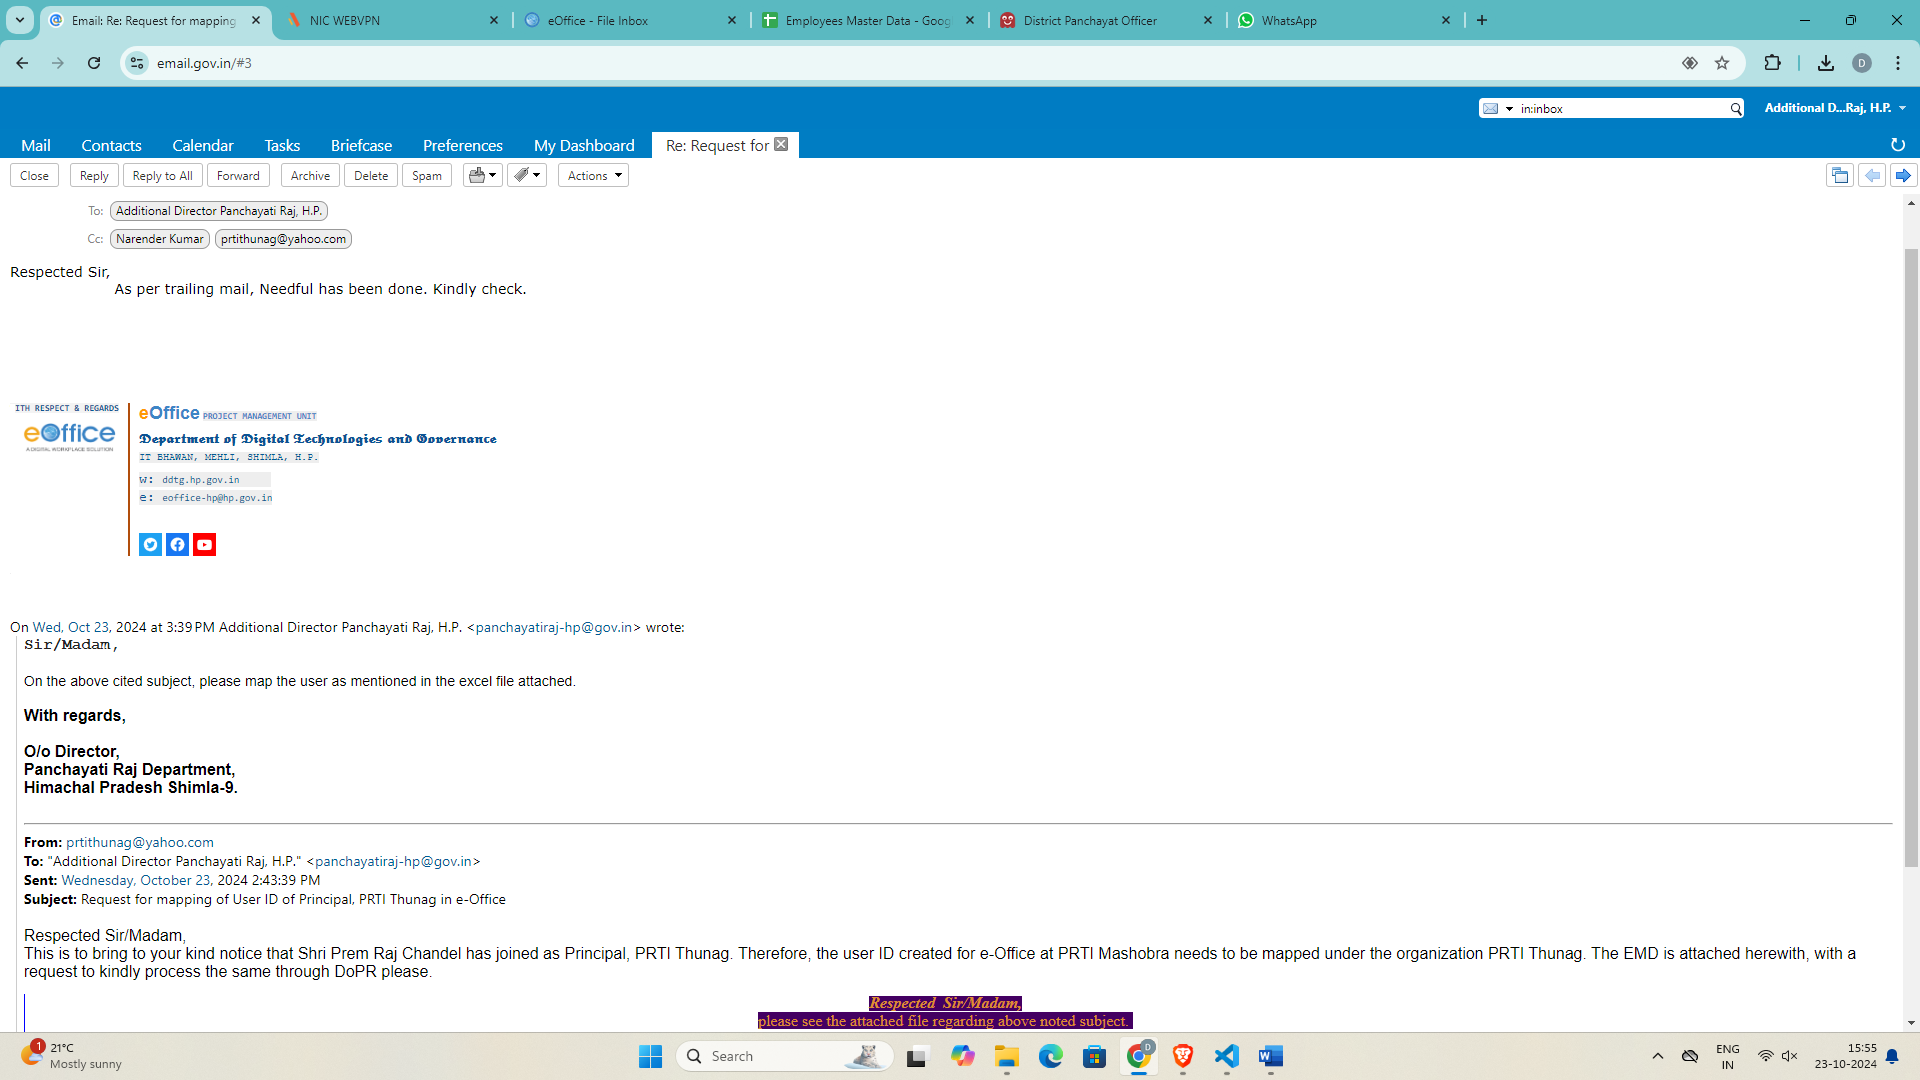 Email: Re: Request for mapping
NIC WEBVPN
eOffice - File Inbox
Employees Master Data - Goog
District Panchayat Officer
WhatsApp
email.gov.in/#3
D
in:inbox
Additional D...Raj, H.P.
Mail Contacts Calendar Tasks Briefcase Preferences My Dashboard Re: Request for
Close Reply Reply to All Forward Archive Delete Spam Actions
To: Additional Director Panchayati Raj, H.P.
Cc: Narender Kumar prtithunag@yahoo.com
Respected Sir,
As per trailing mail, Needful has been done. Kindly check.
ITH RESPECT & REGARDS
eOffice
A DIGITAL WORKPLACE SOLUTION
eOffice PROJECT MANAGEMENT UNIT
Department of Digital Technologies and Governance
IT BHAWAN, MEHLI, SHIMLA, H.P.
w: ddtg.hp.gov.in
e: eoffice-hp@hp.gov.in
On Wed, Oct 23, 2024 at 3:39 PM Additional Director Panchayati Raj, H.P. <panchayatiraj-hp@gov.in> wrote:
Sir/Madam,
On the above cited subject, please map the user as mentioned in the excel file attached.
With regards,
O/o Director,
Panchayati Raj Department,
Himachal Pradesh Shimla-9.
From: prtithunag@yahoo.com
To: "Additional Director Panchayati Raj, H.P." <panchayatiraj-hp@gov.in>
Sent: Wednesday, October 23, 2024 2:43:39 PM
Subject: Request for mapping of User ID of Principal, PRTI Thunag in e-Office
Respected Sir/Madam,
This is to bring to your kind notice that Shri Prem Raj Chandel has joined as Principal, PRTI Thunag. Therefore, the user ID created for e-Office at PRTI Mashobra needs to be mapped under the organization PRTI Thunag. The EMD is attached herewith, with a
request to kindly process the same through DoPR please.
Respected Sir/Madam,
please see the attached file regarding above noted subject.
1
21°C
Mostly sunny
Search
D
ENG
IN
15:55
23-10-2024